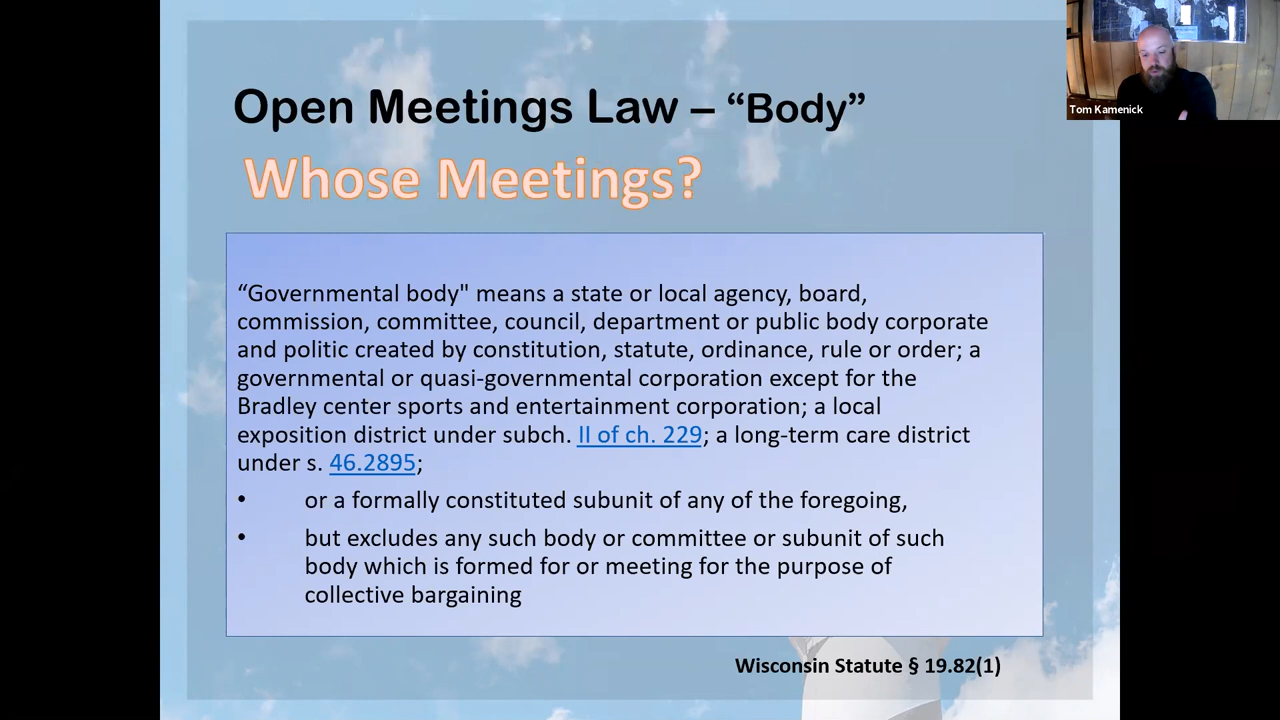 Open Meetings Law – “Body”
Whose Meetings?
“Governmental body" means a state or local agency, board,
commission, committee, council, department or public body corporate
and politic created by constitution, statute, ordinance, rule or order; a
governmental or quasi-governmental corporation except for the
Bradley center sports and entertainment corporation; a local
exposition district under subch. II of ch. 229; a long-term care district
under s. 46.2895;
• or a formally constituted subunit of any of the foregoing,
• but excludes any such body or committee or subunit of such
body which is formed for or meeting for the purpose of
collective bargaining
Wisconsin Statute § 19.82(1)
Tom Kamenick